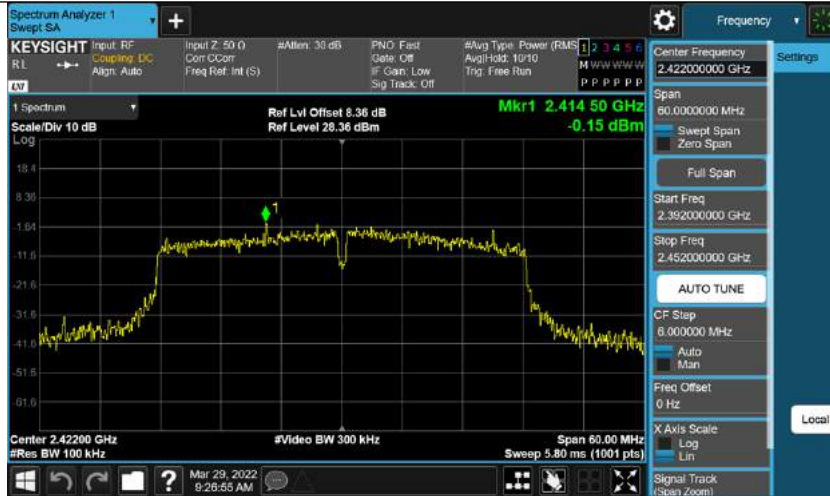 Spectrum Analyzer 1
Swept SA
+
Frequency
KEYSIGHT
RL
LXI
Input: RF
Coupling: DC
Align: Auto
Input Z: 50 Ω
Corr CCorr
Freq Ref: Int (S)
#Atten: 30 dB
PNO: Fast
Gate: Off
IF Gain: Low
Sig Track: Off
#Avg Type: Power (RMS
Avg|Hold: 10/10
Trig: Free Run
1 2 3 4 5 6
M W W W W W
P P P P P P
1 Spectrum
Scale/Div 10 dB
Log
Ref Lvl Offset 8.36 dB
Ref Level 28.36 dBm
Mkr1 2.414 50 GHz
-0.15 dBm
18.4
8.36
-1.64
-11.6
-21.6
-31.6
-41.6
-51.6
-61.6
1
Center 2.42200 GHz
#Res BW 100 kHz
#Video BW 300 kHz
Span 60.00 MHz
Sweep 5.80 ms (1001 pts)
?
Mar 29, 2022
9:26:55 AM
Center Frequency
2.422000000 GHz
Span
60.0000000 MHz
Swept Span
Zero Span
Full Span
Start Freq
2.392000000 GHz
Stop Freq
2.452000000 GHz
AUTO TUNE
CF Step
6.000000 MHz
Auto
Man
Freq Offset
0 Hz
X Axis Scale
Log
Lin
Signal Track
(Span Zoom)
Settings
Local